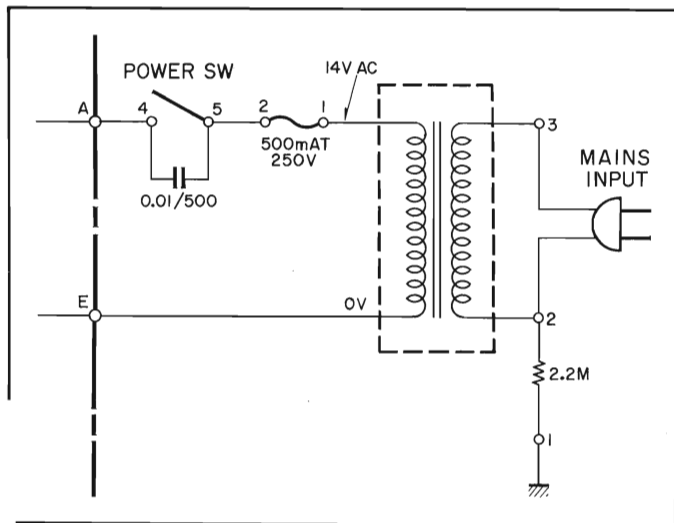 POWER SW
14V AC
A
4
5
2
1
3
500mAT
250V
0.01/500
MAINS
INPUT
E
0V
2
2.2M
1